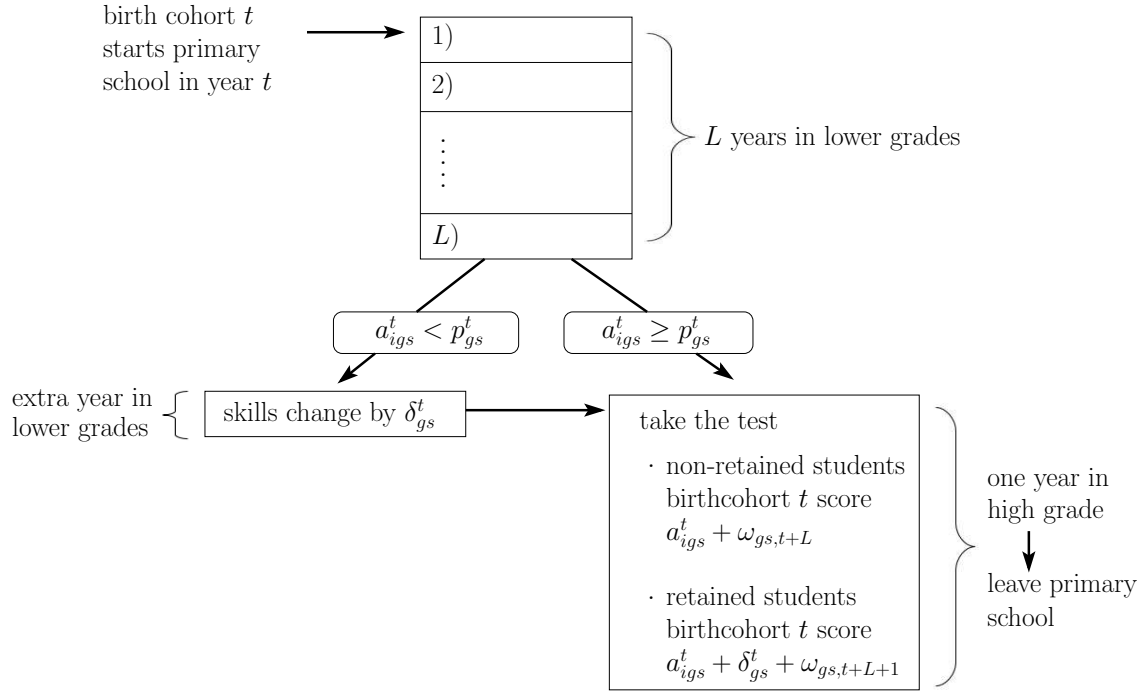 birth cohort t
starts primary
school in year t
1)
2)
L)
L years in lower grades
a^t_{igs} < p^t_{gs}
a^t_{igs} ≥ p^t_{gs}
extra year in
lower grades
skills change by δ^t_{gs}
take the test
· non-retained students
birthcohort t score
a^t_{igs} + ω_{gs,t+L}
· retained students
birthcohort t score
a^t_{igs} + δ^t_{gs} + ω_{gs,t+L+1}
one year in
high grade
leave primary
school